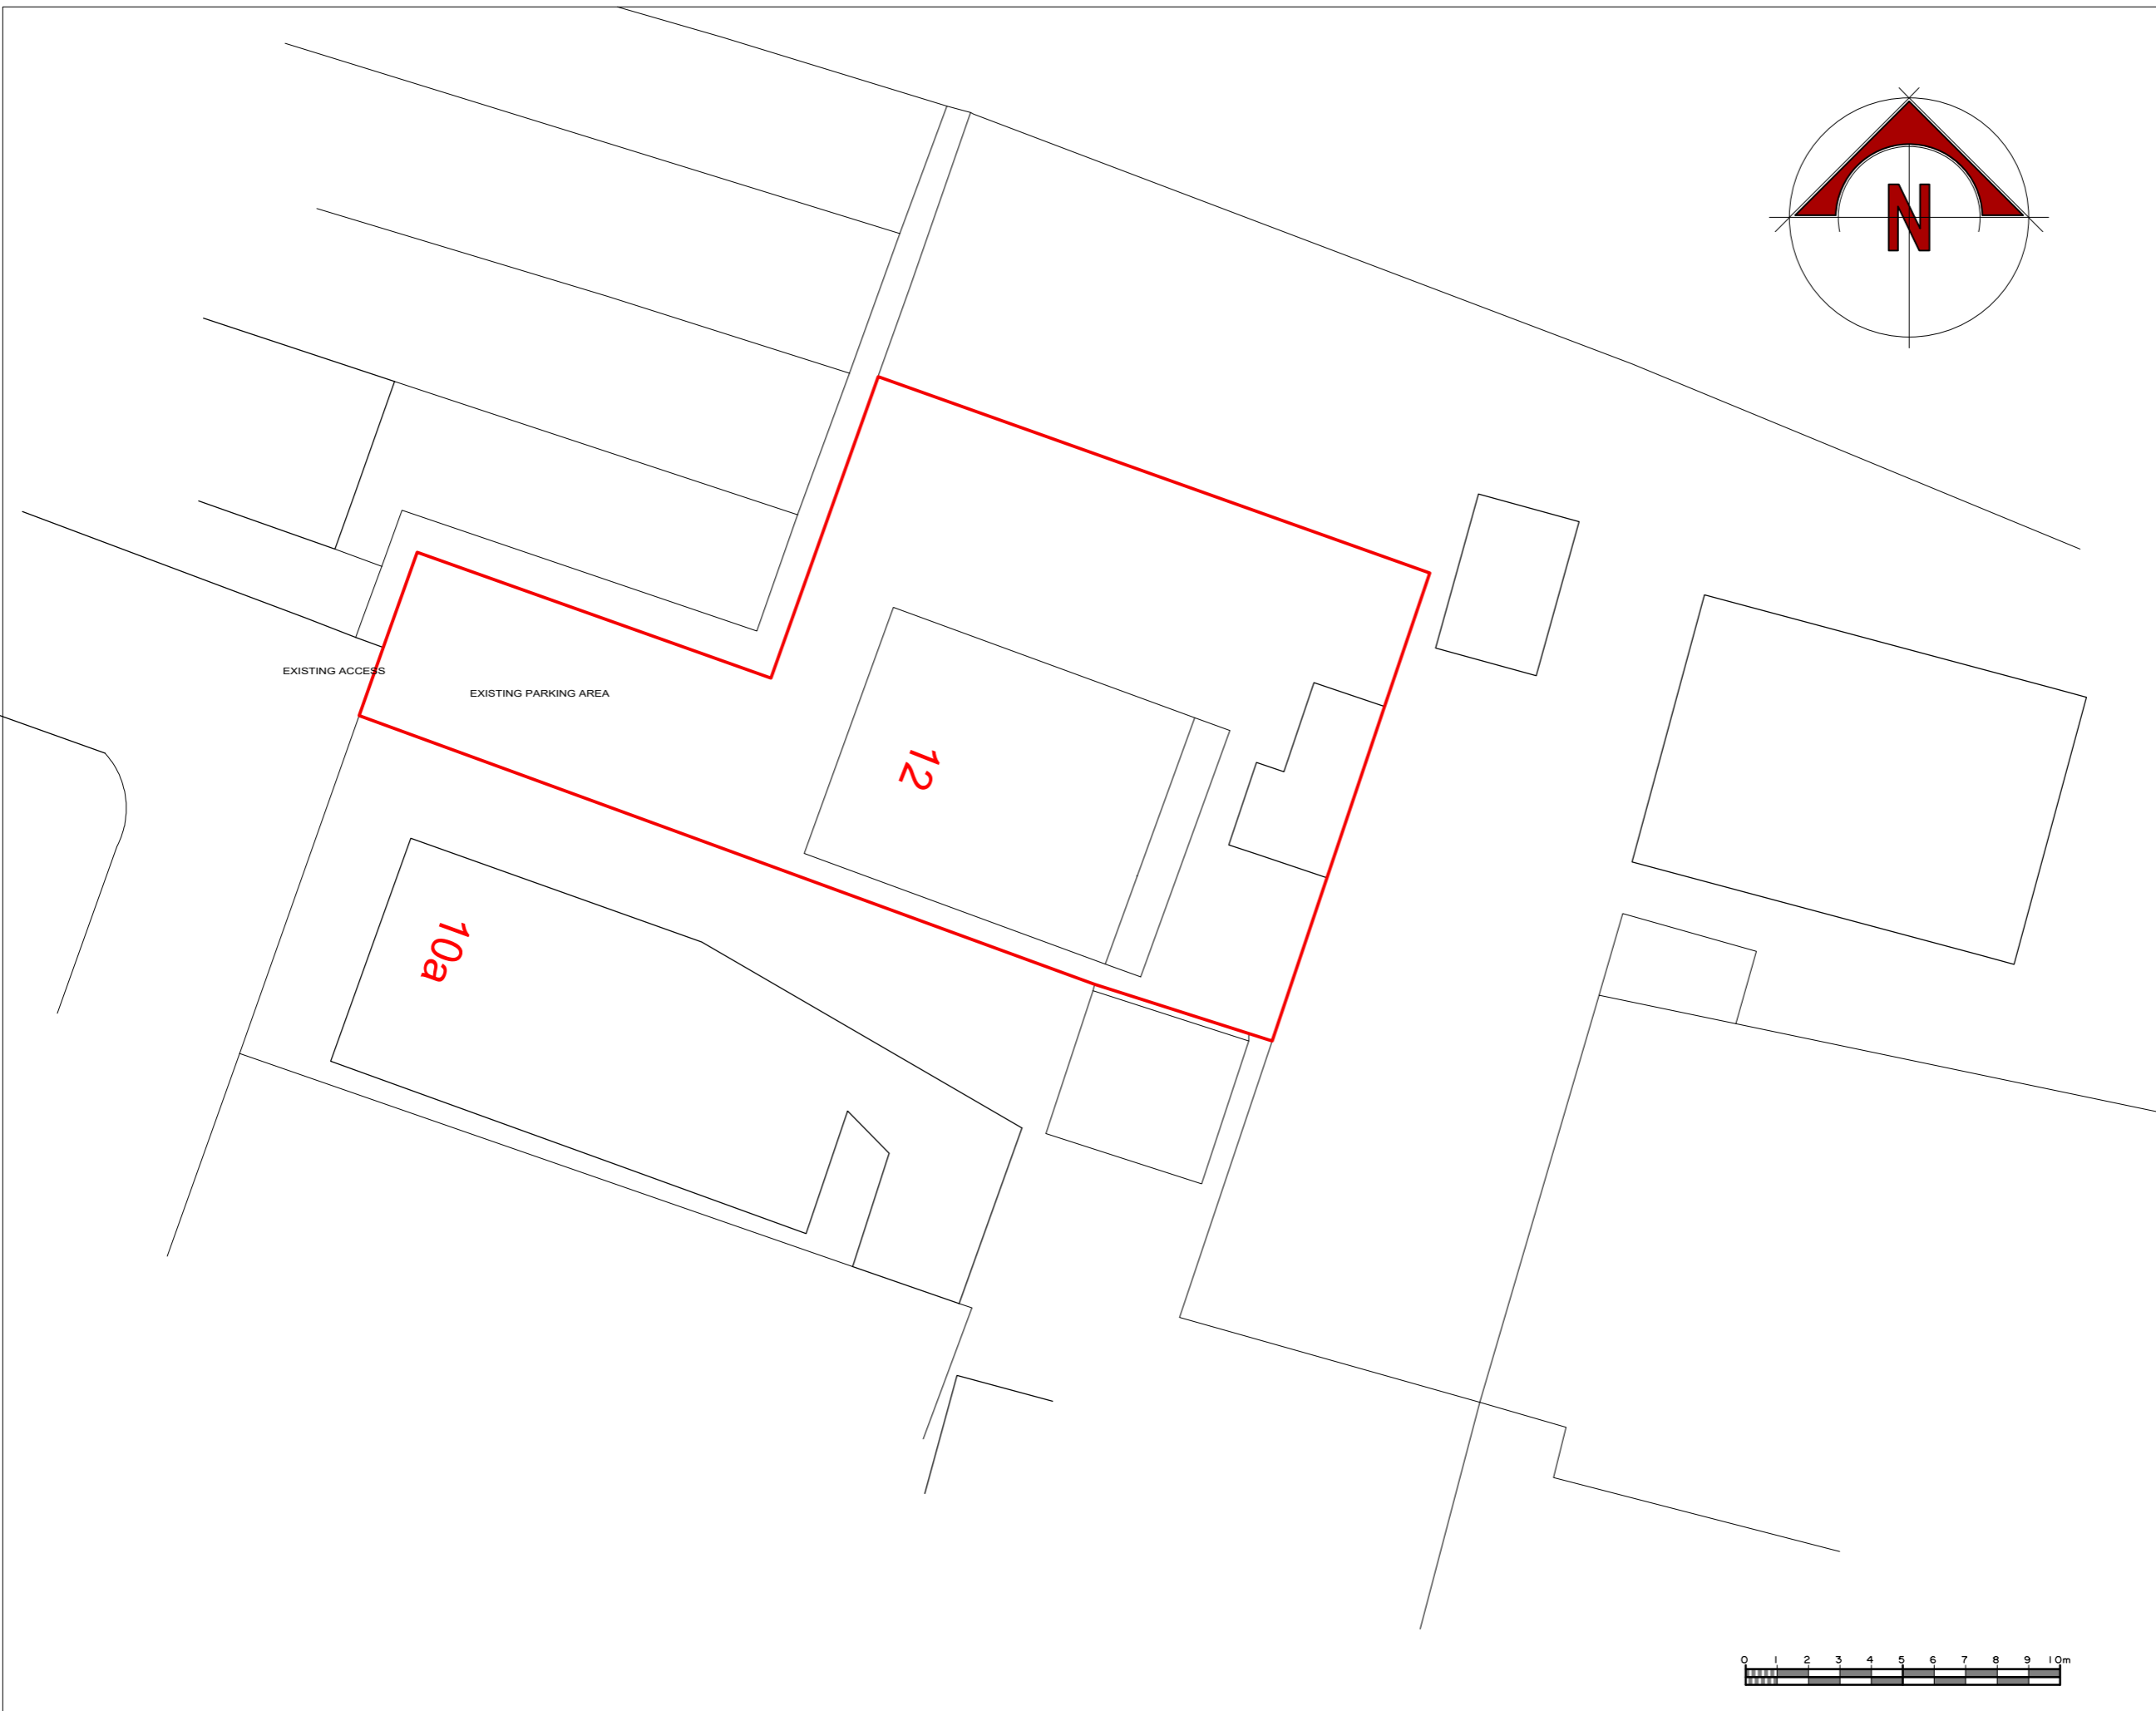 N
EXISTING ACCESS
EXISTING PARKING AREA
12
10a
0 1 2 3 4 5 6 7 8 9 10m